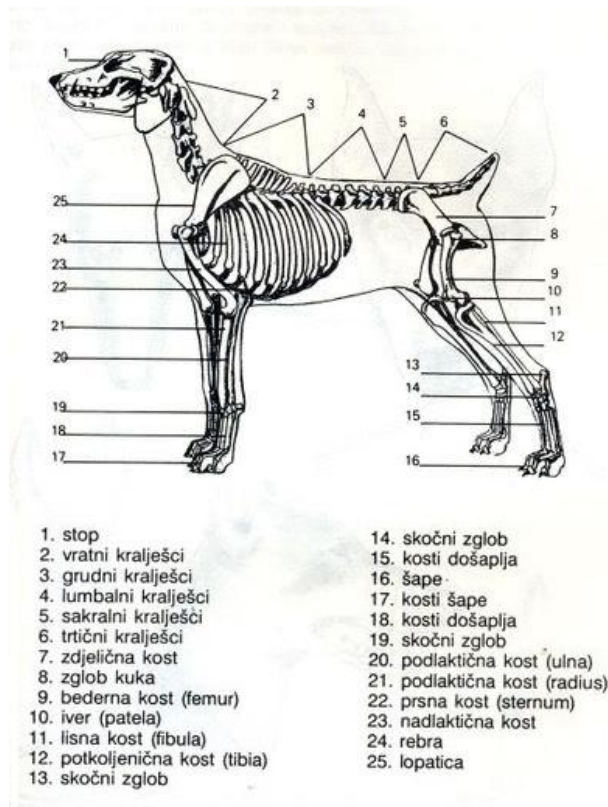 1
2
3
4
5
6
25
24
23
22
21
20
19
18
17
7
8
9
10
11
12
13
14
15
16
1. stop
2. vratni kralješci
3. grudni kralješci
4. lumbalni kralješci
5. sakralni kralješci
6. trtični kralješci
7. zdjelična kost
8. zglob kuka
9. bederna kost (femur)
10. iver (patela)
11. lisna kost (fibula)
12. potkoljenična kost (tibia)
13. skočni zglob
14. skočni zglob
15. kosti došaplja
16. šape
17. kosti šape
18. kosti došaplja
19. skočni zglob
20. podlaktična kost (ulna)
21. podlaktična kost (radius)
22. prsna kost (sternum)
23. nadlaktična kost
24. rebra
25. lopatica